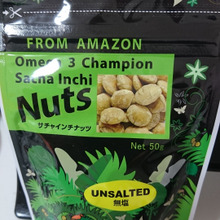 FROM AMAZON
Omega 3 Champion
Sacha Inchi
Nuts
サチャインチナッツ
Net 50g
UNSALTED
無塩